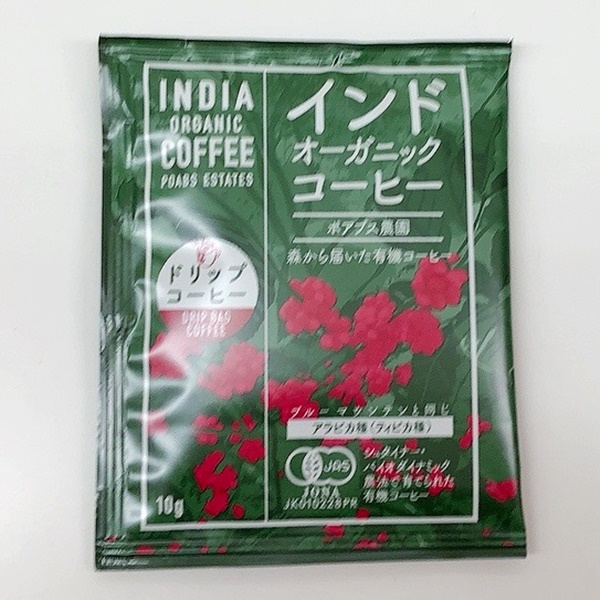 INDIA
ORGANIC
COFFEE
POABS ESTATES
インド
オーガニック
コーヒー
ポアブス農園
森から届いた有機コーヒー
ドリップ
コーヒー
DRIP BAG
COFFEE
ブルーマウンテンと同じ
アラビカ種(ティピカ種)
JAS
JONA
JK010228PR
シュタイナー・
バイオダイナミック
農法で育てられた
有機コーヒー
10g